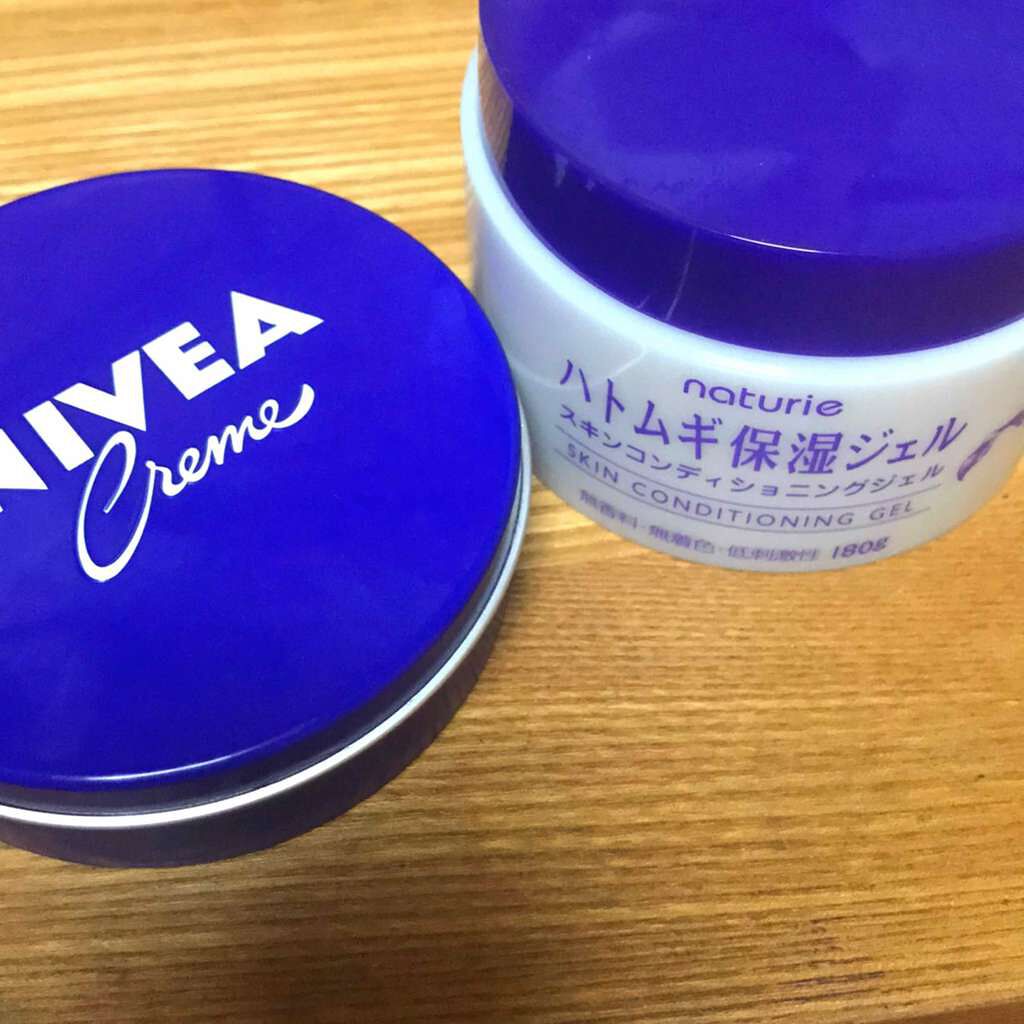 NIVEA
Creme
naturie
ハトムギ保湿ジェル
スキンコンディショニングジェル
SKIN CONDITIONING GEL
無香料・無着色・低刺激性 180g